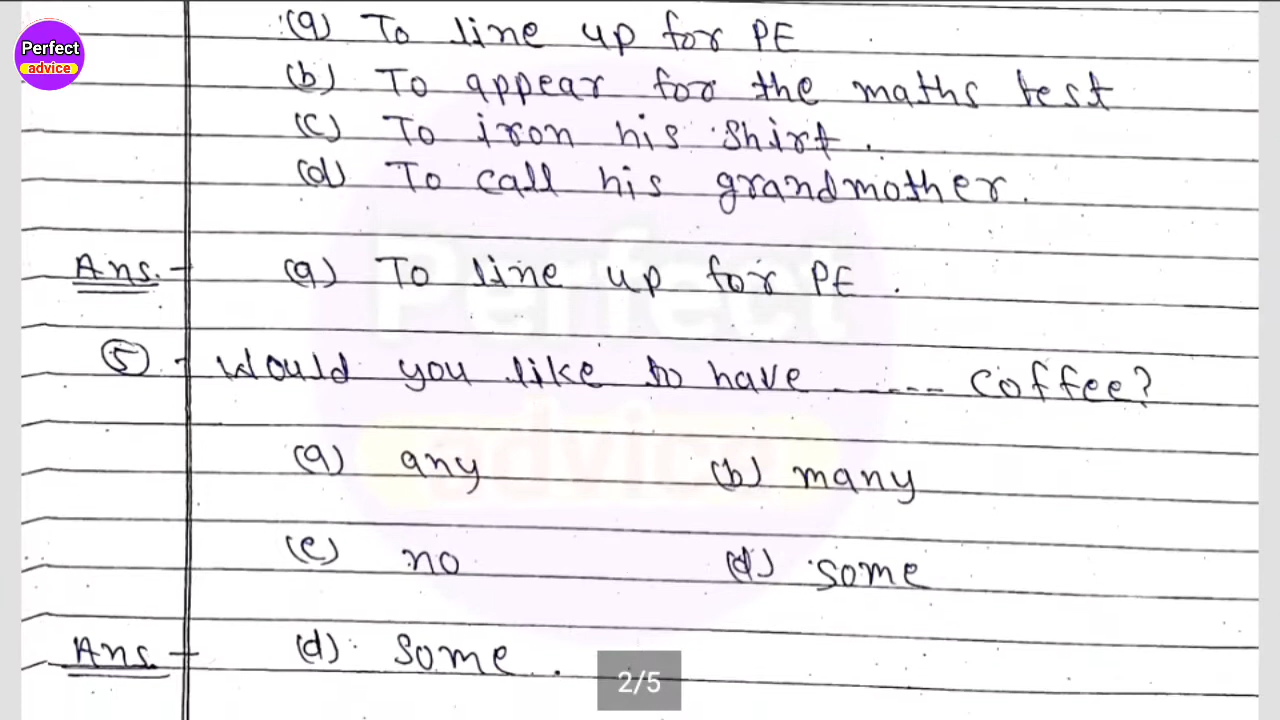 Perfect
advice
(a) To line up for PE
(b) To appear for the maths test
(c) To iron his shirt.
(d) To call his grandmother.
Ans. - (a) To line up for PE.
(5) - Would you like to have ------ coffee?
(a) any (b) many
(c) no (d) some
Ans. - (d) some.
2/5